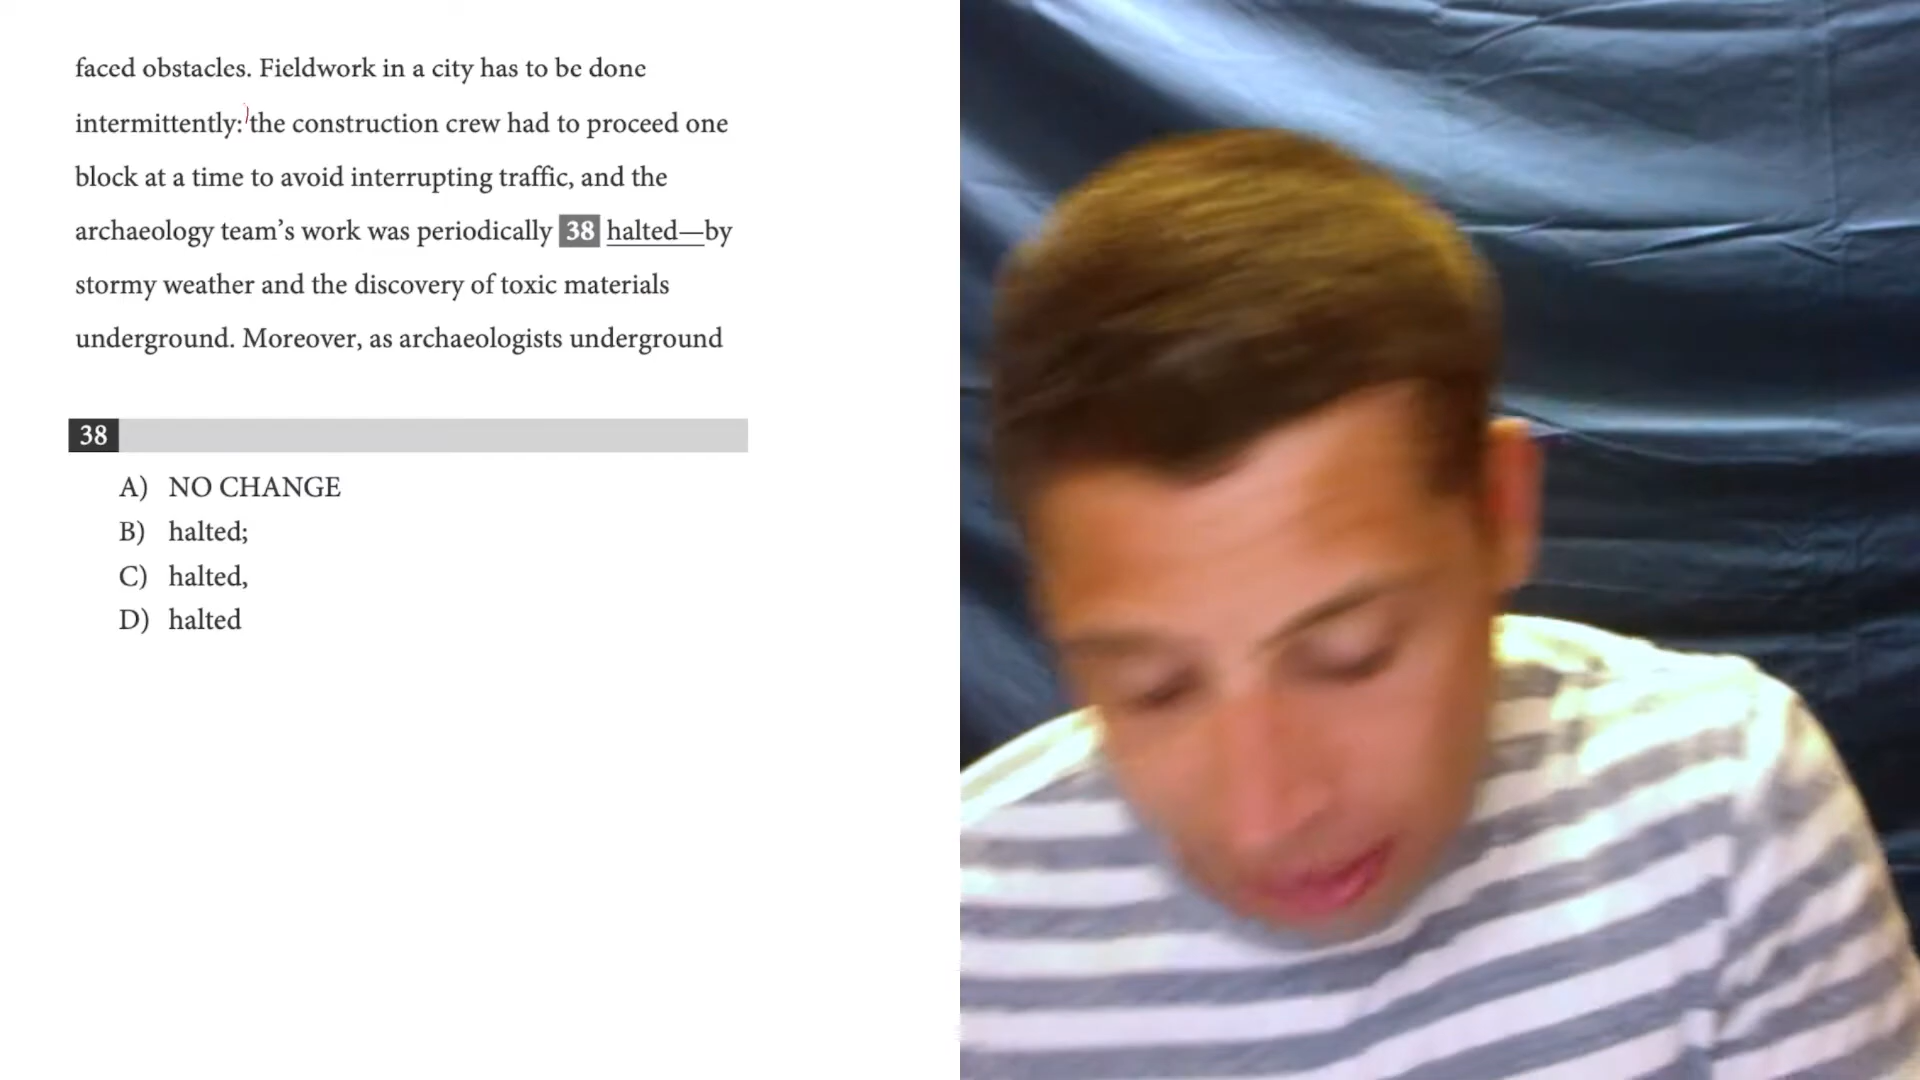 faced obstacles. Fieldwork in a city has to be done
intermittently: the construction crew had to proceed one
block at a time to avoid interrupting traffic, and the
archaeology team’s work was periodically 38 halted—by
stormy weather and the discovery of toxic materials
underground. Moreover, as archaeologists underground
38
A) NO CHANGE
B) halted;
C) halted,
D) halted